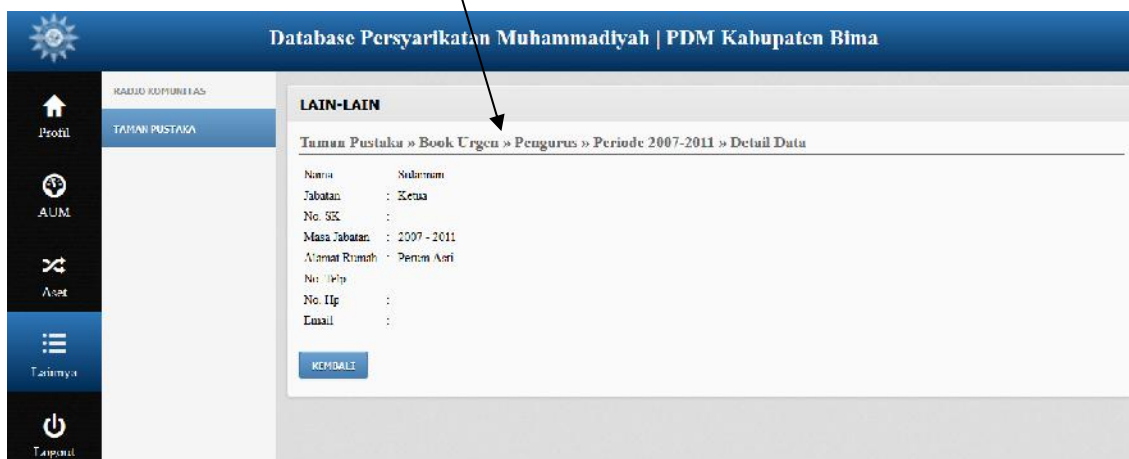 Database Persyarikatan Muhammadiyah | PDM Kabupaten Bima
Profil
AUM
Aset
Lainnya
Logout
RADIO KOMUNITAS
TAMAN PUSTAKA
LAIN-LAIN
Taman Pustaka » Book Urgen » Pengurus » Periode 2007-2011 » Detail Data
Nama
Jabatan : Ketua
No. SK :
Masa Jabatan : 2007 - 2011
Alamat Rumah : Perum Asri
No. Telp
No. Hp :
Email :
KEMBALI